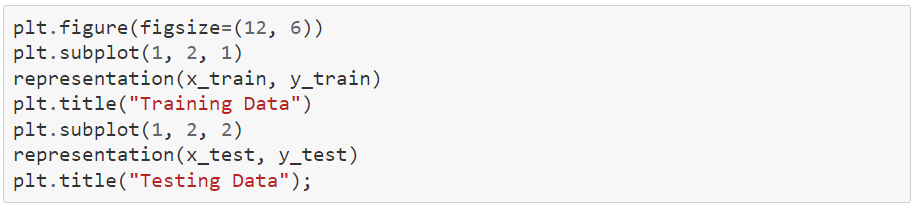 plt.figure(figsize=(12, 6))
plt.subplot(1, 2, 1)
representation(x_train, y_train)
plt.title("Training Data")
plt.subplot(1, 2, 2)
representation(x_test, y_test)
plt.title("Testing Data");